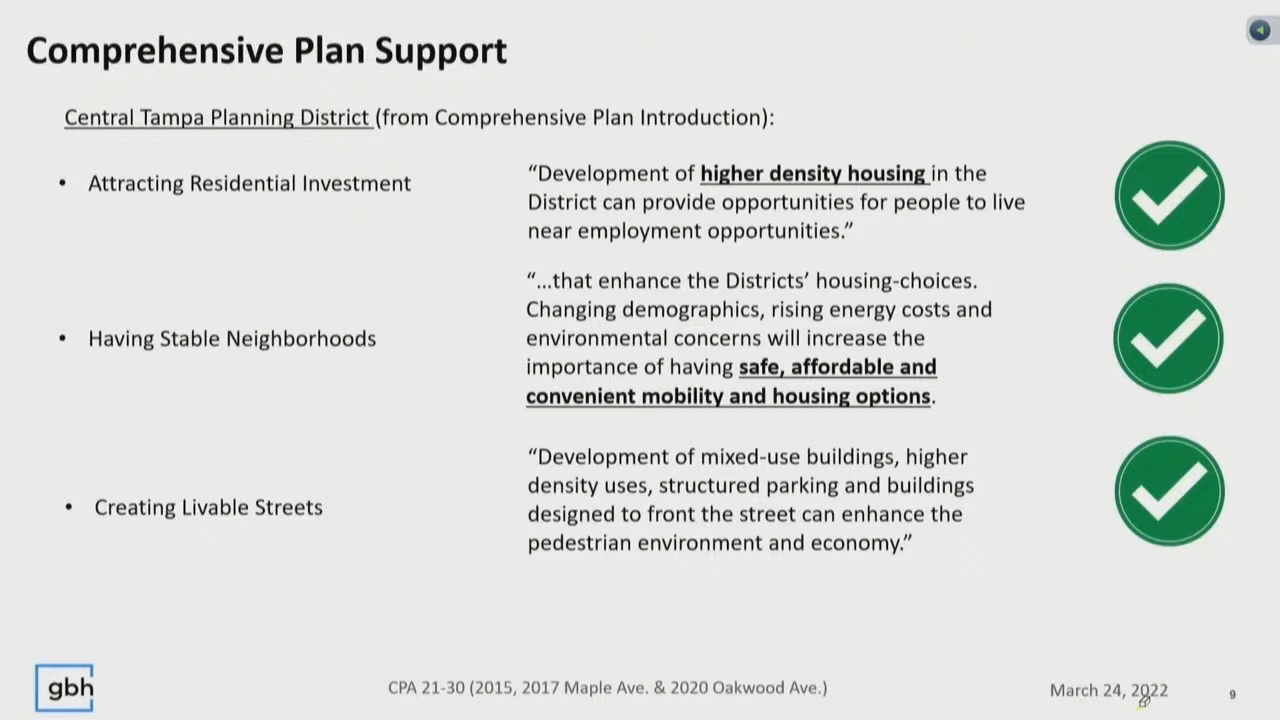 Comprehensive Plan Support
Central Tampa Planning District (from Comprehensive Plan Introduction):
• Attracting Residential Investment
“Development of higher density housing in the
District can provide opportunities for people to live
near employment opportunities.”
• Having Stable Neighborhoods
“...that enhance the Districts’ housing-choices.
Changing demographics, rising energy costs and
environmental concerns will increase the
importance of having safe, affordable and
convenient mobility and housing options.
• Creating Livable Streets
“Development of mixed-use buildings, higher
density uses, structured parking and buildings
designed to front the street can enhance the
pedestrian environment and economy.”
gbh
CPA 21-30 (2015, 2017 Maple Ave. & 2020 Oakwood Ave.)
March 24, 2022
9